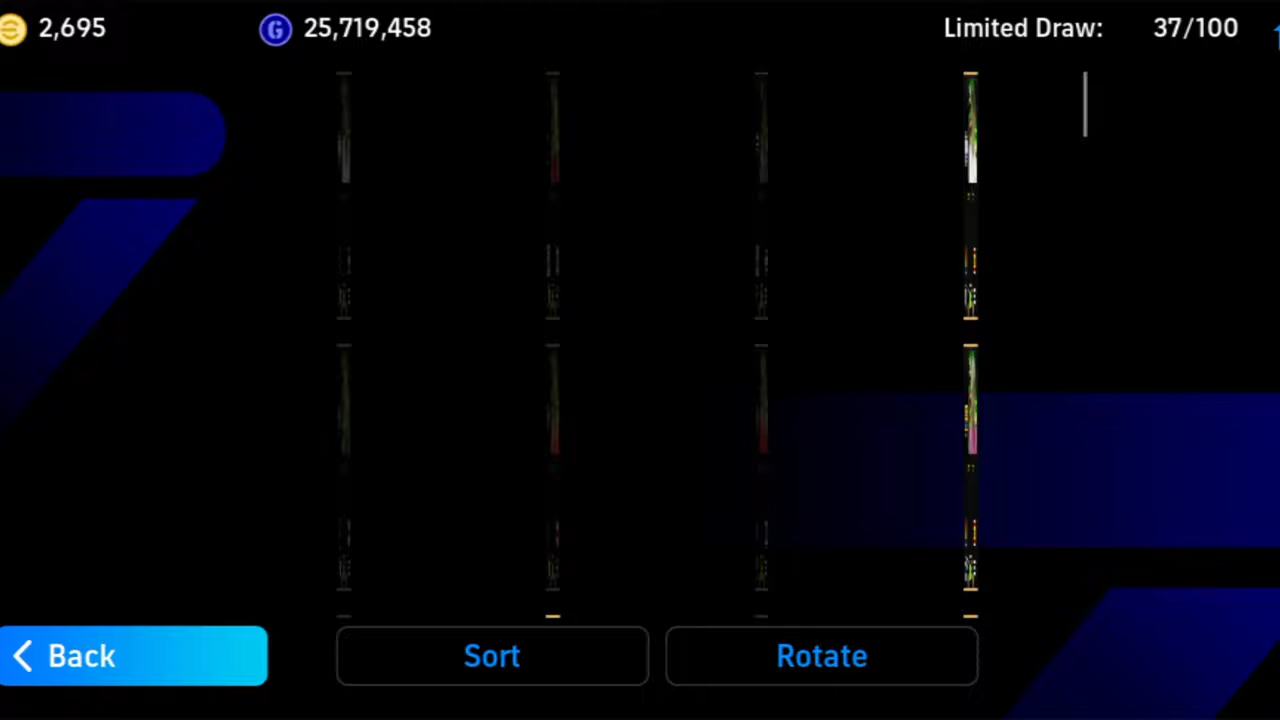 2,695
G 25,719,458
Limited Draw: 37/100
Back
Sort
Rotate